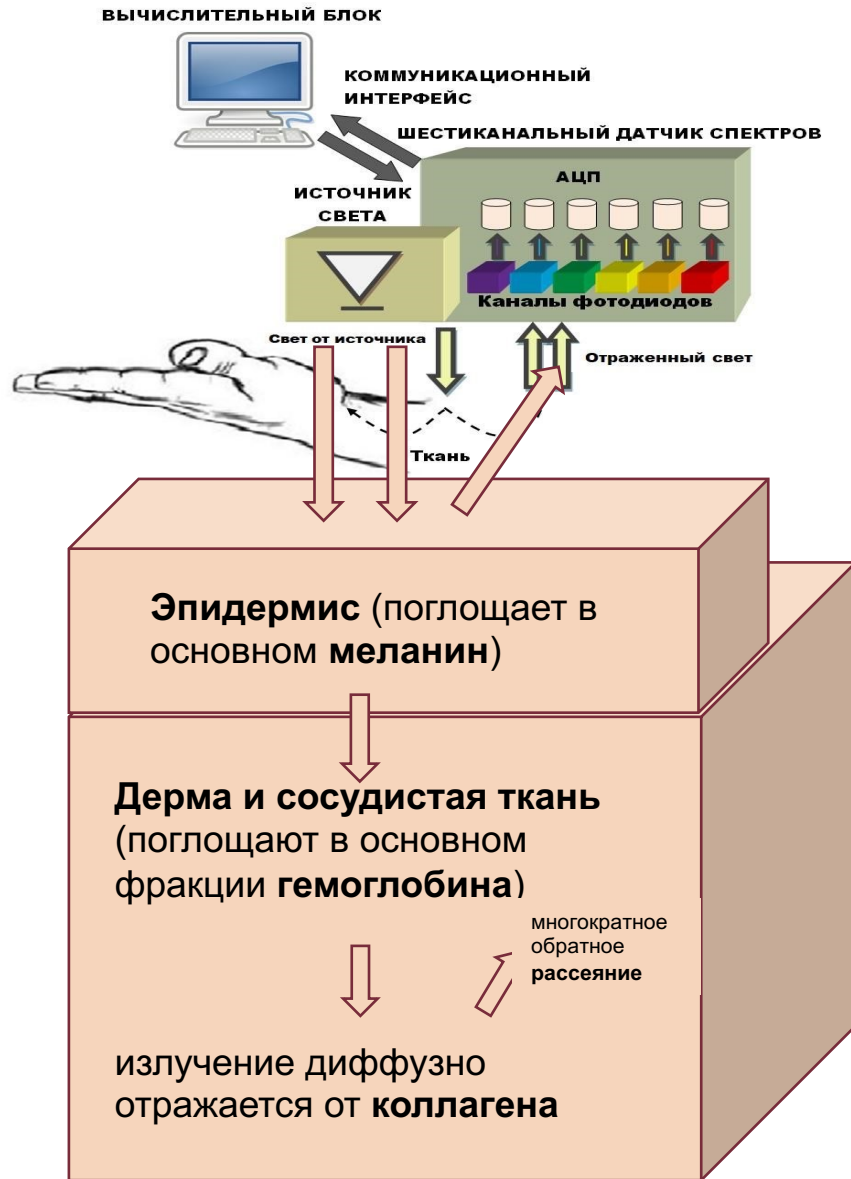 ВЫЧИСЛИТЕЛЬНЫЙ БЛОК
КОММУНИКАЦИОННЫЙ
ИНТЕРФЕЙС
ШЕСТИКАНАЛЬНЫЙ ДАТЧИК СПЕКТРОВ
АЦП
ИСТОЧНИК
СВЕТА
Каналы фотодиодов
Свет от источника
Отраженный свет
Ткань
Эпидермис (поглощает в
основном меланин)
Дерма и сосудистая ткань
(поглощают в основном
фракции гемоглобина)
многократное
обратное
рассеяние
излучение диффузно
отражается от коллагена